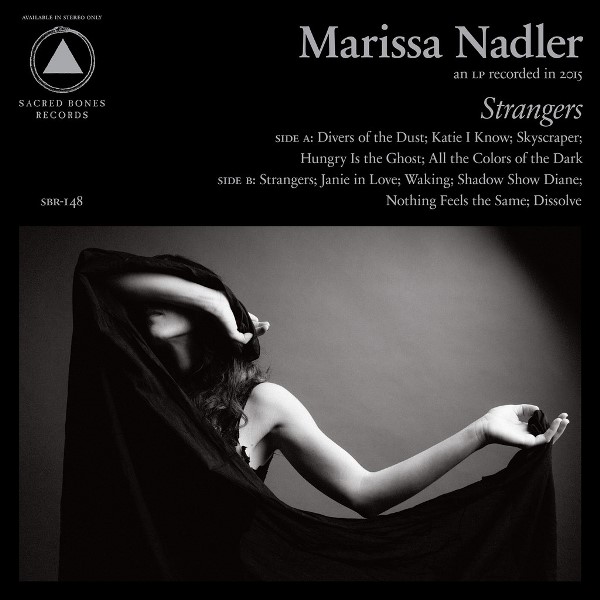 AVAILABLE IN STEREO ONLY
SACRED BONES
RECORDS
SBR-148
Marissa Nadler
an LP recorded in 2015
Strangers
SIDE A: Divers of the Dust; Katie I Know; Skyscraper;
Hungry Is the Ghost; All the Colors of the Dark
SIDE B: Strangers; Janie in Love; Waking; Shadow Show Diane;
Nothing Feels the Same; Dissolve